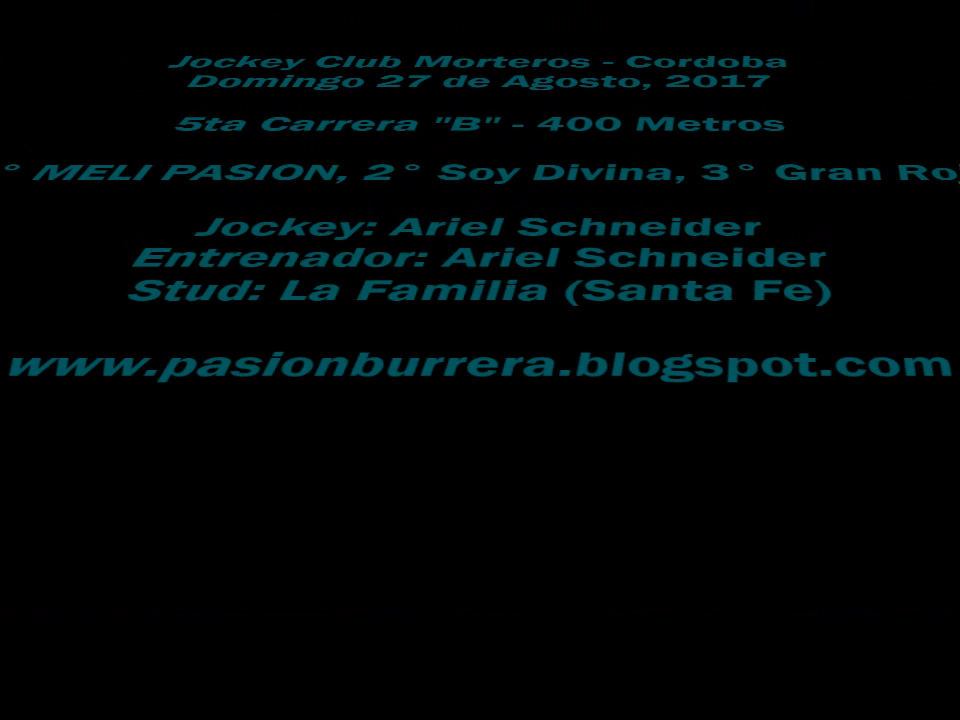 Jockey Club Morteros - Cordoba
Domingo 27 de Agosto, 2017
5ta Carrera "B" - 400 Metros
° MELI PASION, 2° Soy Divina, 3° Gran
Jockey: Ariel Schneider
Entrenador: Ariel Schneider
Stud: La Familia (Santa Fe)
www.pasionburrera.blogspot.com